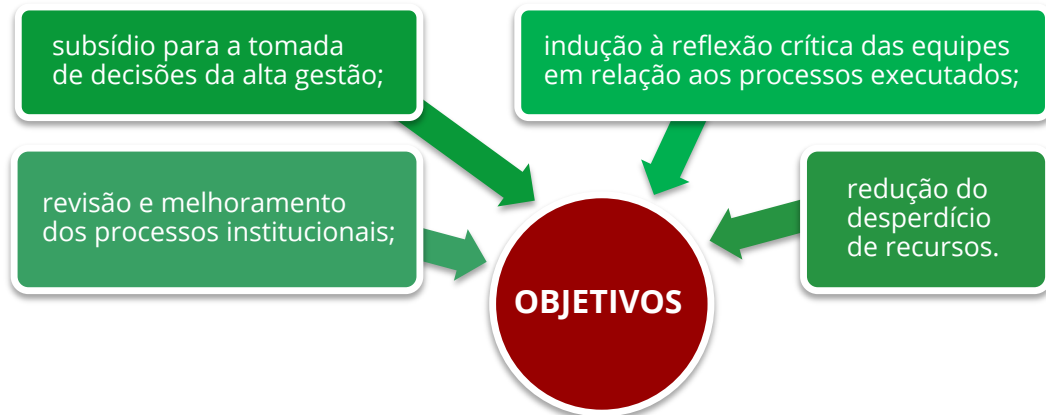 subsídio para a tomada
de decisões da alta gestão;
indução à reflexão crítica das equipes
em relação aos processos executados;
revisão e melhoramento
dos processos institucionais;
redução do
desperdício
de recursos.
OBJETIVOS